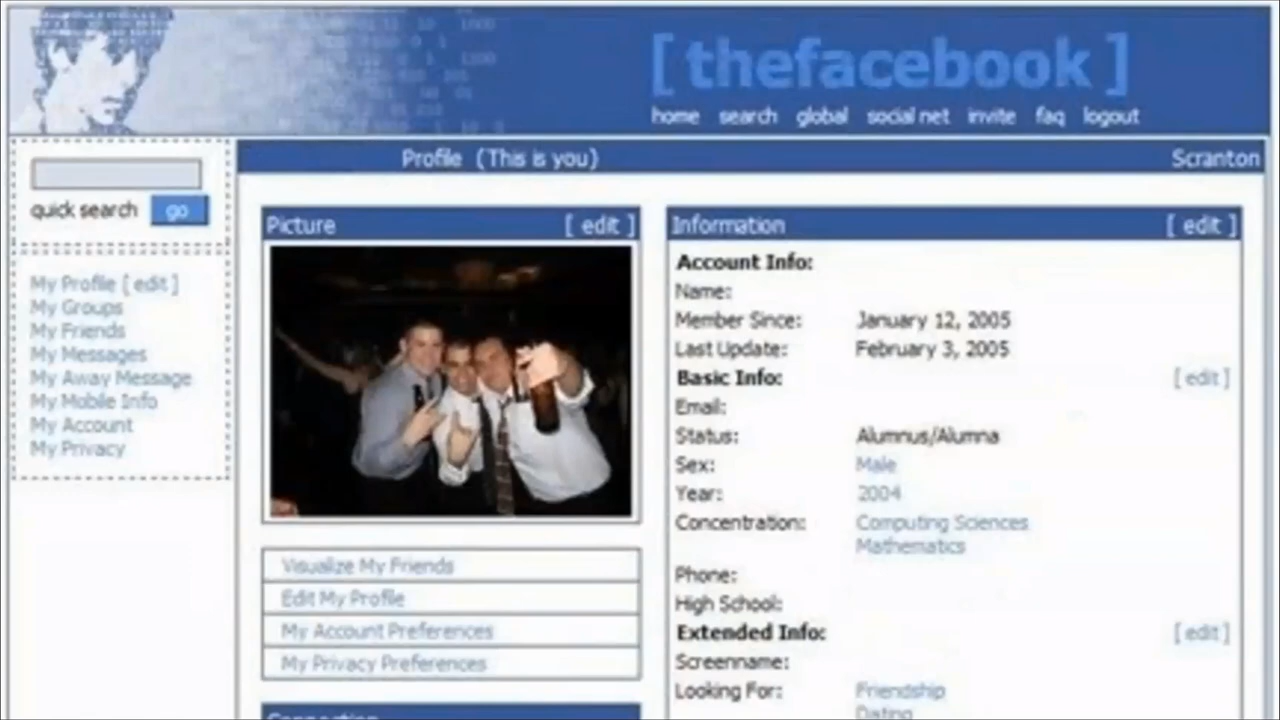 [ thefacebook ]
home search global social net invite faq logout
quick search go
My Profile [ edit ]
My Groups
My Friends
My Messages
My Away Message
My Mobile Info
My Account
My Privacy
Profile (This is you) Scranton
Picture [ edit ]
Visualize My Friends
Edit My Profile
My Account Preferences
My Privacy Preferences
Information [ edit ]
Account Info:
Name:
Member Since: January 12, 2005
Last Update: February 3, 2005
Basic Info: [ edit ]
Email:
Status: Alumnus/Alumna
Sex: Male
Year: 2004
Concentration: Computing Sciences
Mathematics
Phone:
High School:
Extended Info: [ edit ]
Screenname:
Looking For: Friendship
Dating